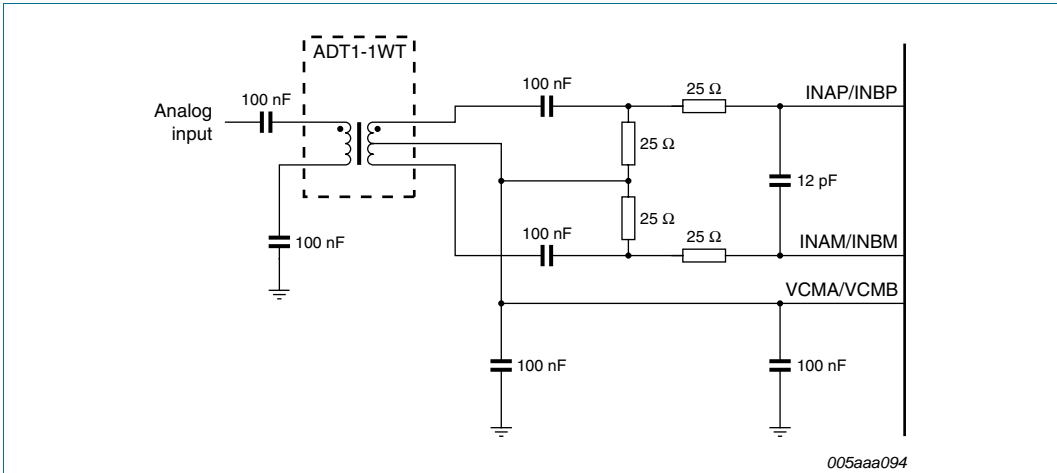 ADT1-1WT
100 nF
25 Ω
INAP/INBP
100 nF
Analog
input
25 Ω
12 pF
25 Ω
100 nF
25 Ω
INAM/INBM
100 nF
VCMA/VCMB
100 nF
100 nF
005aaa094